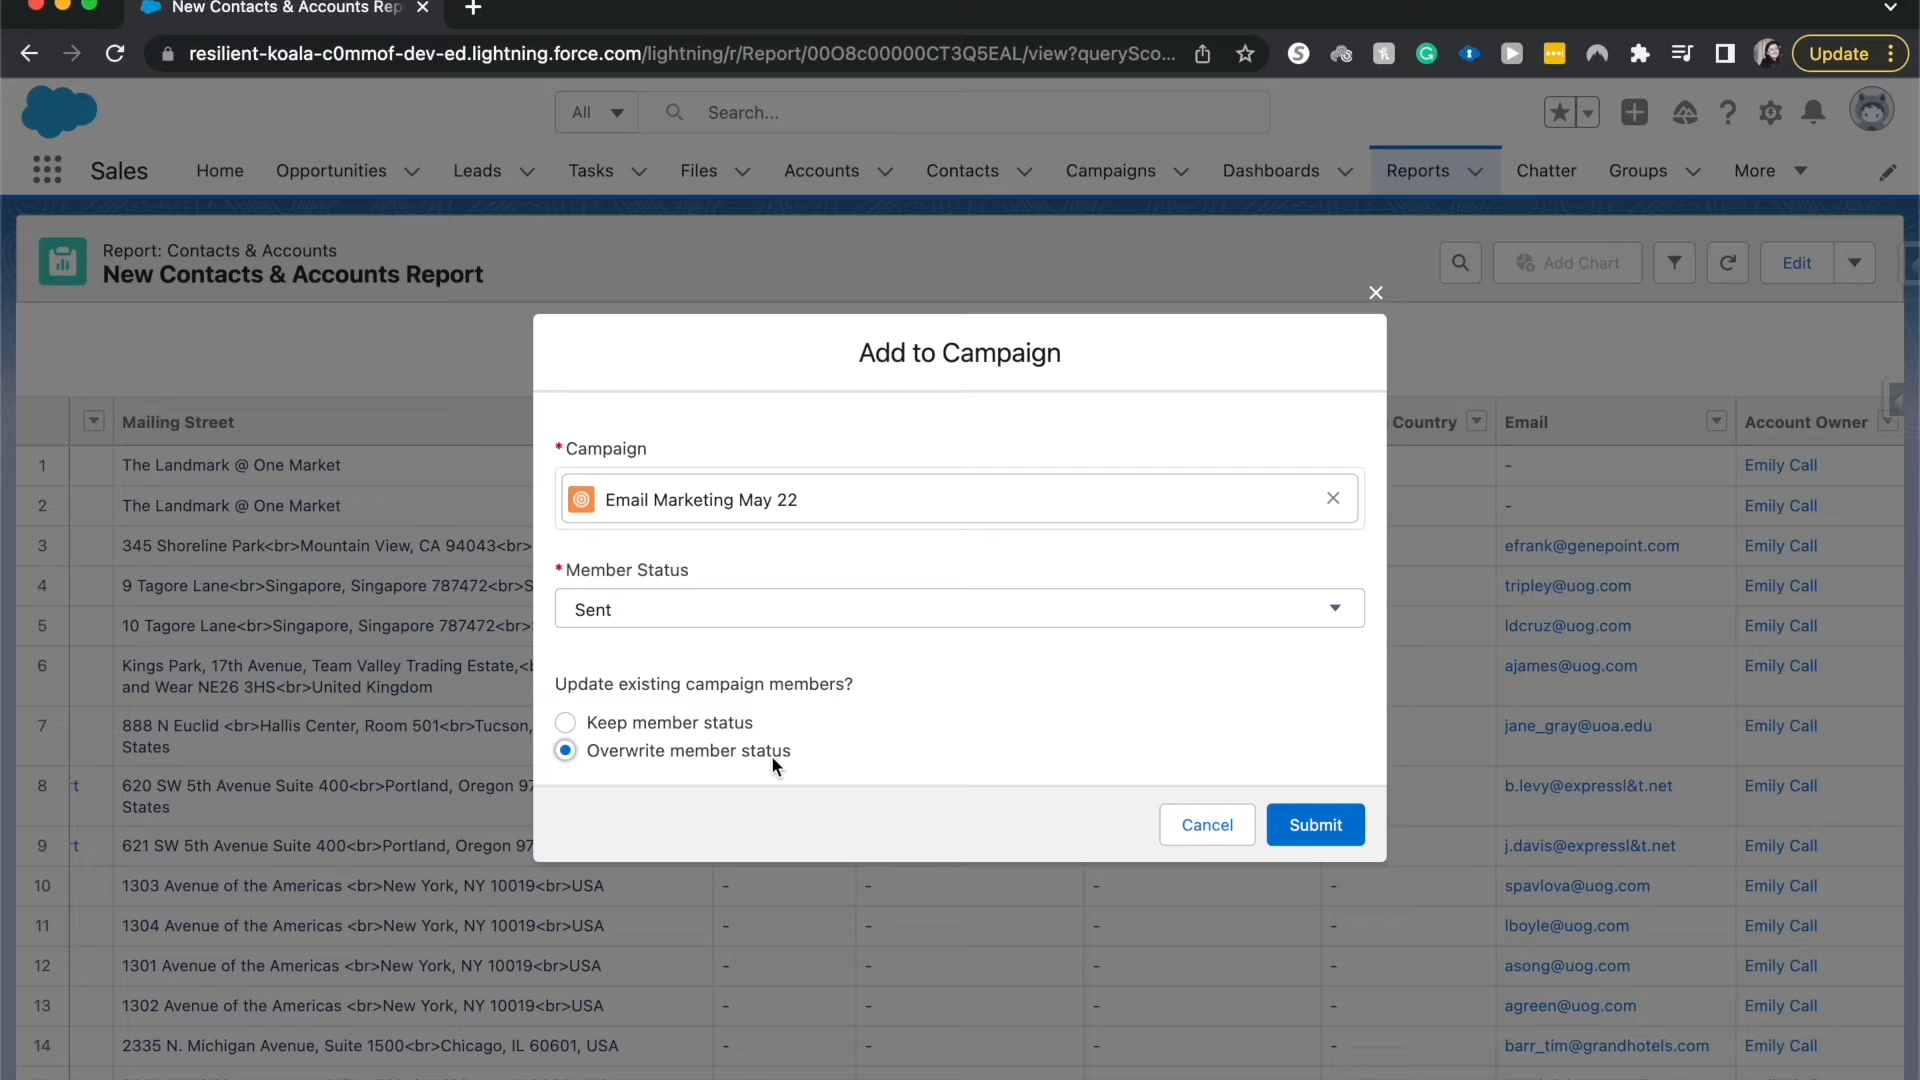 New Contacts & Accounts Rep
resilient-koala-c0mmof-dev-ed.lightning.force.com/lightning/r/Report/00O8c00000CT3Q5EAL/view?querySco...
Update
All
Search...
Sales
Home
Opportunities
Leads
Tasks
Files
Accounts
Contacts
Campaigns
Dashboards
Reports
Chatter
Groups
More
Report: Contacts & Accounts
New Contacts & Accounts Report
Add Chart
Edit
Add to Campaign
* Campaign
Email Marketing May 22
* Member Status
Sent
Update existing campaign members?
Keep member status
Overwrite member status
Cancel
Submit
Mailing Street
Country
Email
Account Owner
1 The Landmark @ One Market - Emily Call
2 The Landmark @ One Market - Emily Call
3 345 Shoreline Park<br>Mountain View, CA 94043<br> efrank@genepoint.com Emily Call
4 9 Tagore Lane<br>Singapore, Singapore 787472<br>S tripley@uog.com Emily Call
5 10 Tagore Lane<br>Singapore, Singapore 787472<br> ldcruz@uog.com Emily Call
6 Kings Park, 17th Avenue, Team Valley Trading Estate,<b ajames@uog.com Emily Call
and Wear NE26 3HS<br>United Kingdom
7 888 N Euclid <br>Hallis Center, Room 501<br>Tucson, jane_gray@uoa.edu Emily Call
States
8 rt 620 SW 5th Avenue Suite 400<br>Portland, Oregon 97 b.levy@expressl&t.net Emily Call
States
9 rt 621 SW 5th Avenue Suite 400<br>Portland, Oregon 97 j.davis@expressl&t.net Emily Call
10 1303 Avenue of the Americas <br>New York, NY 10019<br>USA - - - - spavlova@uog.com Emily Call
11 1304 Avenue of the Americas <br>New York, NY 10019<br>USA - - - - lboyle@uog.com Emily Call
12 1301 Avenue of the Americas <br>New York, NY 10019<br>USA - - - - asong@uog.com Emily Call
13 1302 Avenue of the Americas <br>New York, NY 10019<br>USA - - - - agreen@uog.com Emily Call
14 2335 N. Michigan Avenue, Suite 1500<br>Chicago, IL 60601, USA - - - - barr_tim@grandhotels.com Emily Call